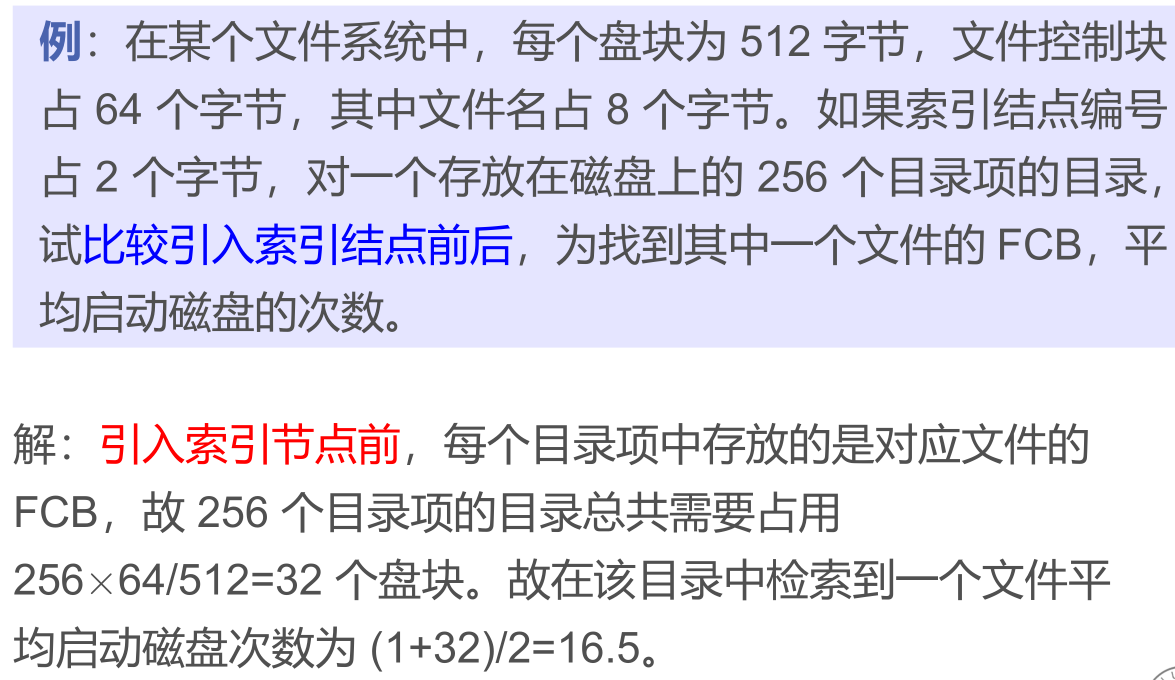 例：在某个文件系统中，每个盘块为 512 字节，文件控制块
占 64 个字节，其中文件名占 8 个字节。如果索引结点编号
占 2 个字节，对一个存放在磁盘上的 256 个目录项的目录，
试比较引入索引结点前后，为找到其中一个文件的 FCB，平
均启动磁盘的次数。
解：引入索引节点前，每个目录项中存放的是对应文件的
FCB，故 256 个目录项的目录总共需要占用
256×64/512=32 个盘块。故在该目录中检索到一个文件平
均启动磁盘次数为 (1+32)/2=16.5。